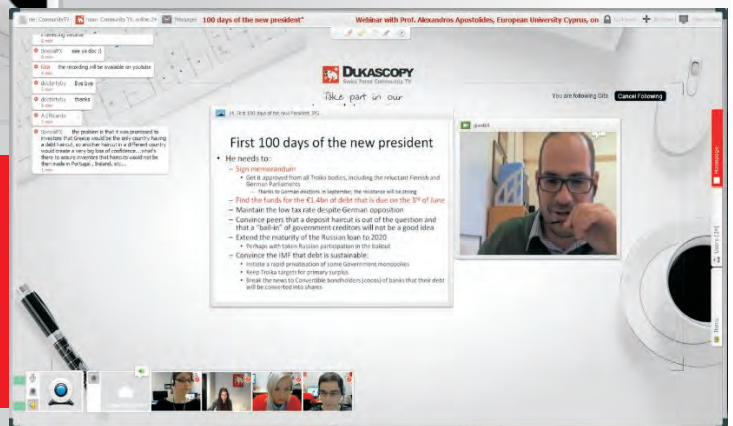 100 days of the new president"
Webinar with Prof. Alexandros Apostolides, European University Cyprus, on
Messages
see ya doc :)
the recording will be available on youtube
bye bye
thanks
the problem is that it was promised to
investors that Greece would be the only country having
a debt haircut, so another haircut in a different country
would create a very big loss of confidence
there to assure investors that haircuts would not be
then made in Portugal, Ireland, etc...
DUKASCOPY
Swiss Forex Community TV
Take part in our
You are following
Cancel Following
First 100 days of the new president
• He needs to:
– Sign memorandum
• Get it approved from all Troika bodies, including the reluctant Finnish and
German Parliaments
– Thanks to German elections in September, the resistance will be strong
– Find the funds for the €1.4bn of debt that is due on the 3rd of June
– Maintain the low tax rate despite German opposition
– Convince peers that a deposit haircut is out of the question and
that a "bail-in" of government creditors will not be a good idea
– Extend the maturity of the Russian loan to 2020
• Perhaps with token Russian participation in the bailout
– Convince the IMF that debt is sustainable:
• Initiate a rapid privatisation of some Government monopolies
• Keep Troika targets for primary surplus
• Break the news to Convertible bondholders (cocos) of banks that their debt
will be converted into shares
Homepage
Users